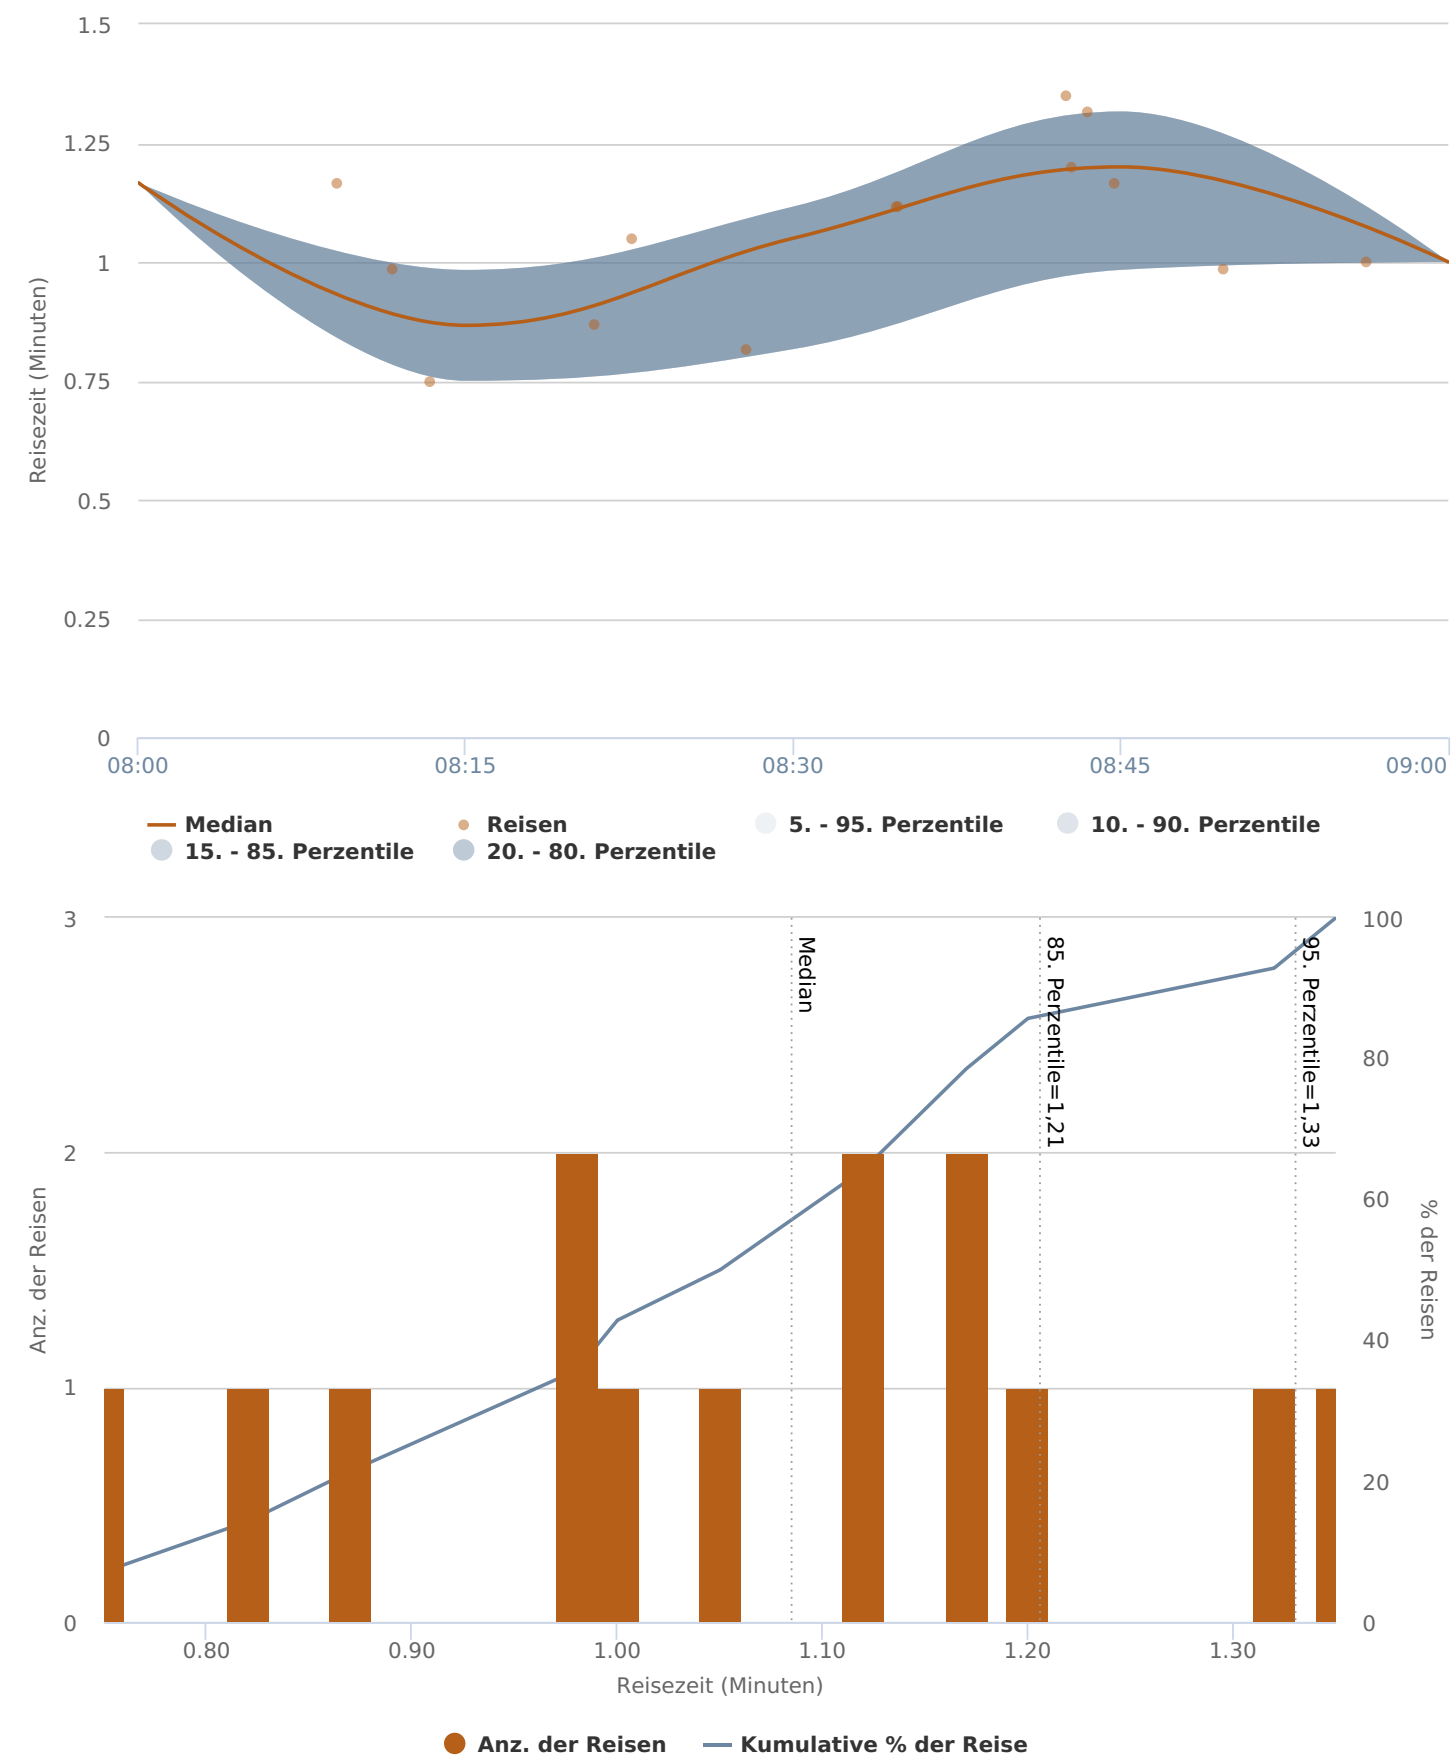 1.5
1.25
1
0.75
0.5
0.25
0
Reisezeit (Minuten)
08:00 08:15 08:30 08:45 09:00
Median Reisen 5. - 95. Perzentile 10. - 90. Perzentile
15. - 85. Perzentile 20. - 80. Perzentile
3
2
1
0
Anz. der Reisen
Median
85. Perzentile=1,21
95. Perzentile=1,33
100
80
60
40
20
0
% der Reisen
0.80 0.90 1.00 1.10 1.20 1.30
Reisezeit (Minuten)
Anz. der Reisen Kumulative % der Reise